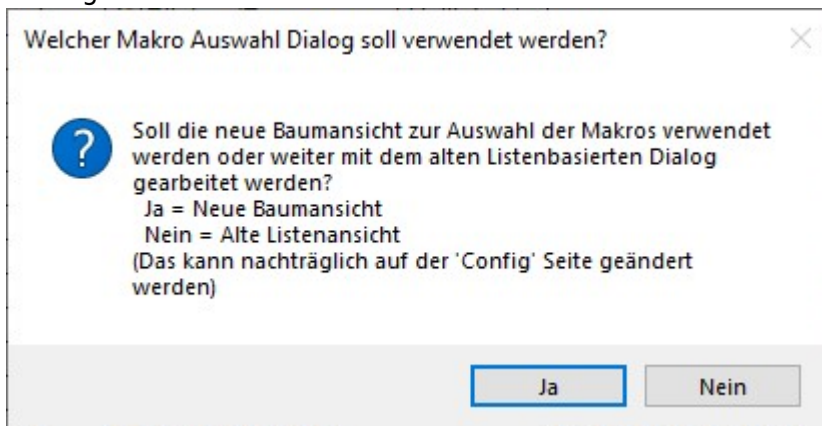 Welcher Makro Auswahl Dialog soll verwendet werden?
Soll die neue Baumansicht zur Auswahl der Makros verwendet
werden oder weiter mit dem alten Listenbasierten Dialog
gearbeitet werden?
Ja = Neue Baumansicht
Nein = Alte Listenansicht
(Das kann nachträglich auf der 'Config' Seite geändert
werden)
Ja
Nein